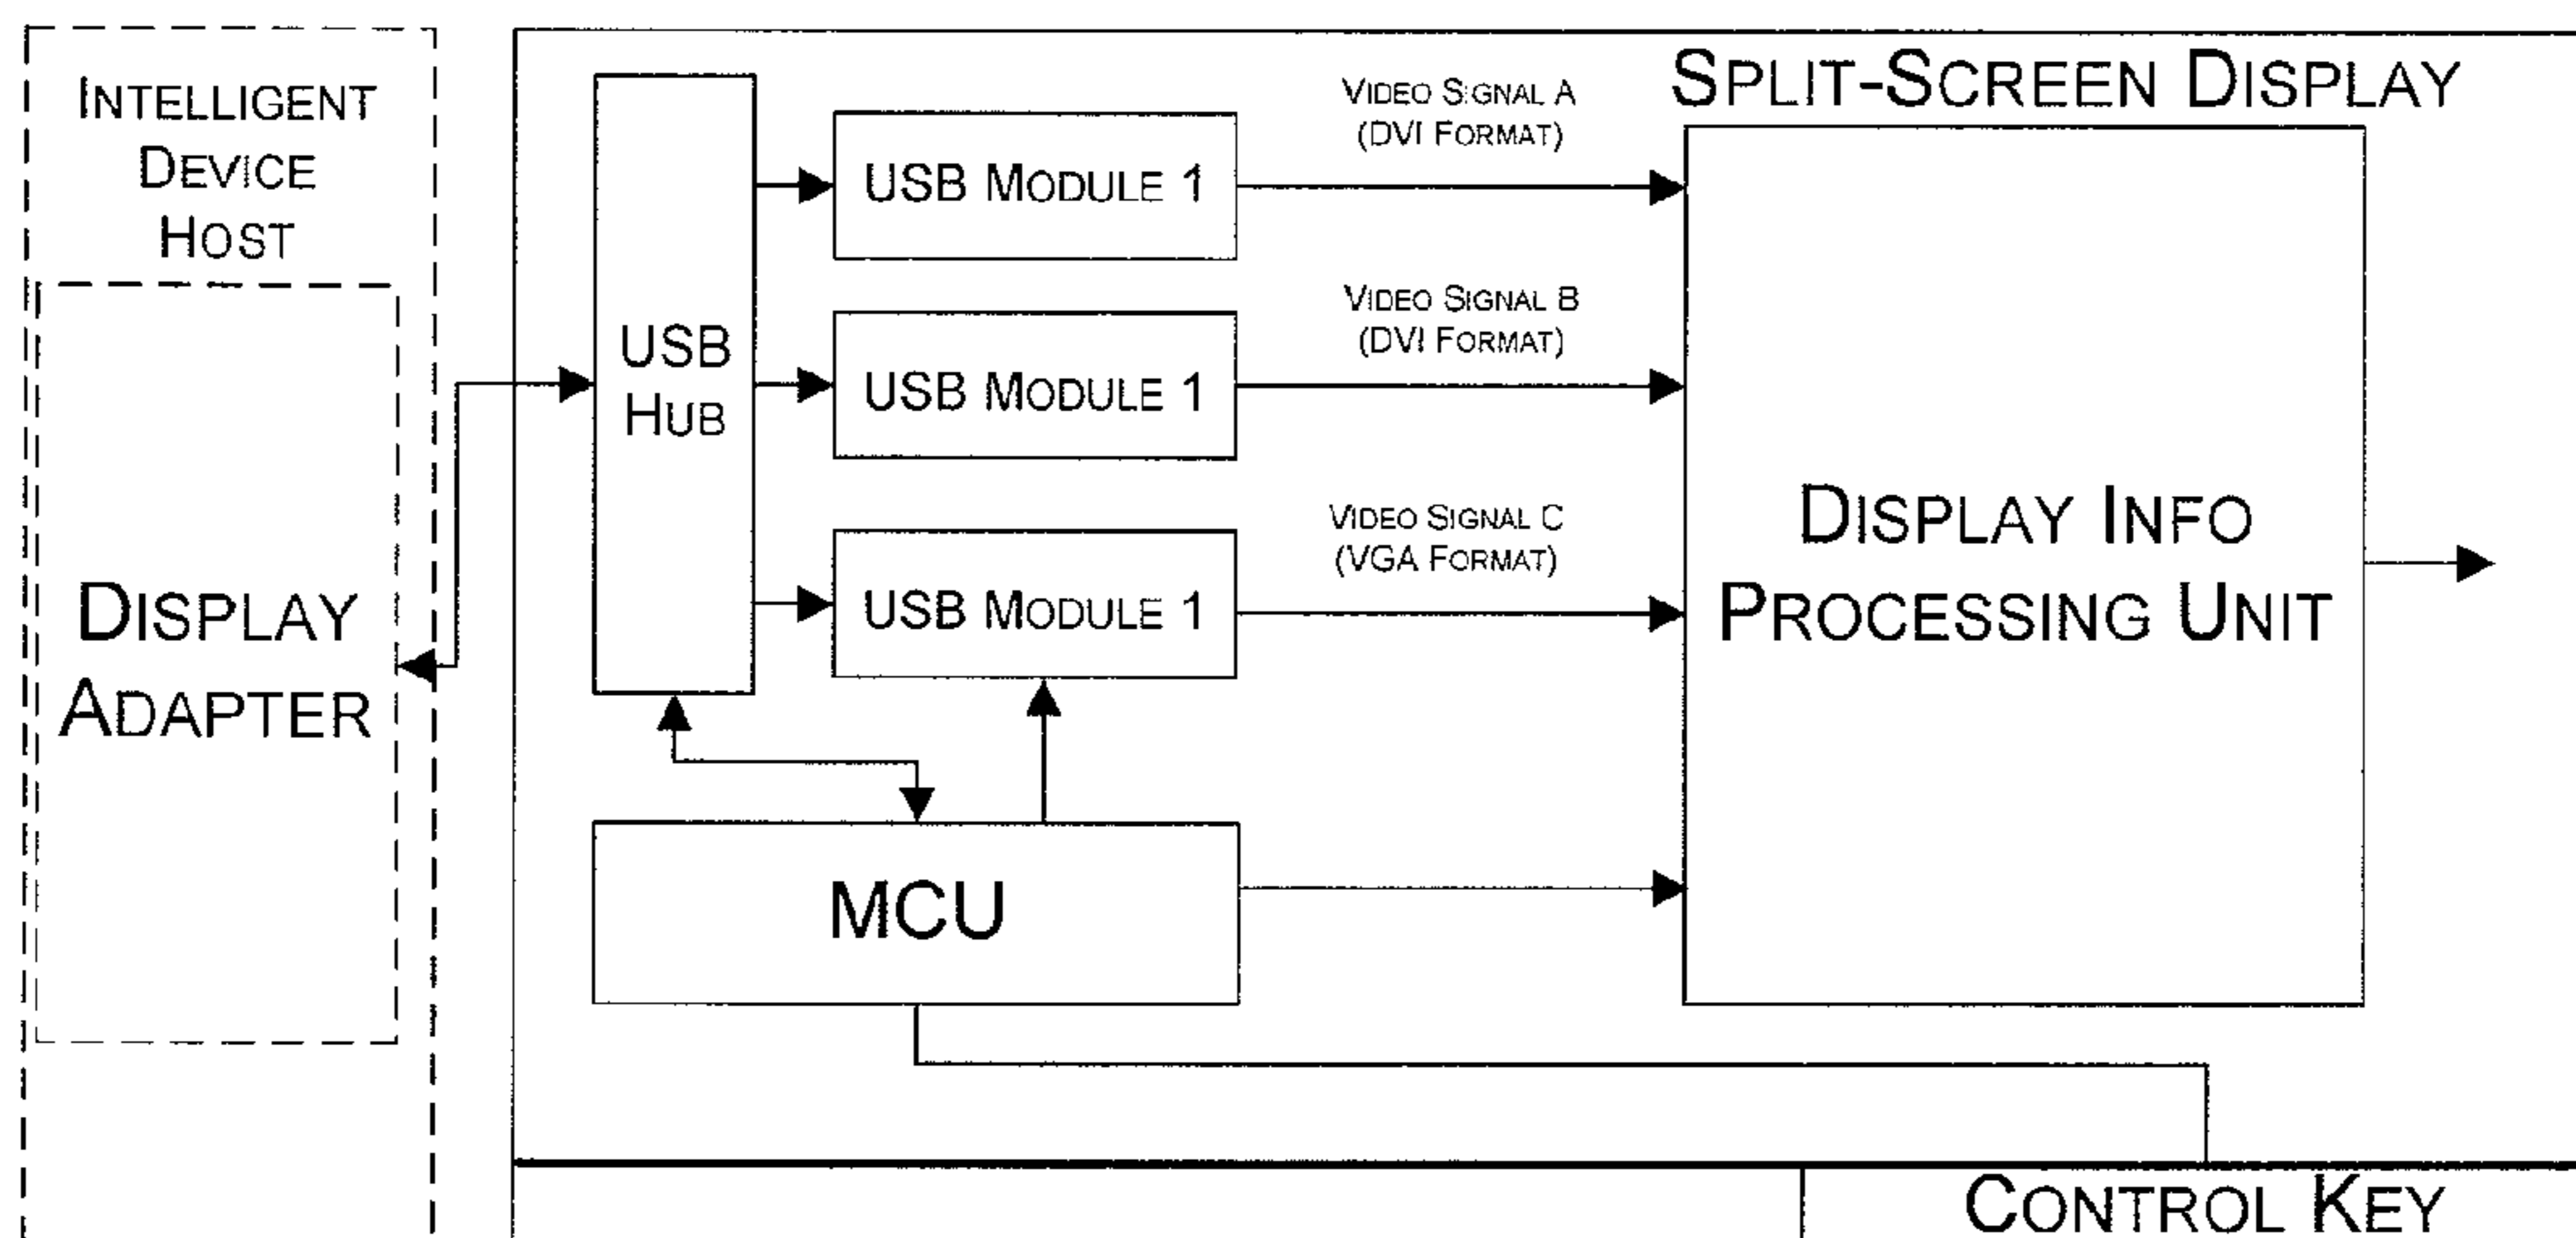 INTELLIGENT
DEVICE
HOST
DISPLAY
ADAPTER
SPLIT-SCREEN DISPLAY
USB
HUB
USB MODULE 1
VIDEO SIGNAL A
(DVI FORMAT)
USB MODULE 1
VIDEO SIGNAL B
(DVI FORMAT)
USB MODULE 1
VIDEO SIGNAL C
(VGA FORMAT)
DISPLAY INFO
PROCESSING UNIT
MCU
CONTROL KEY